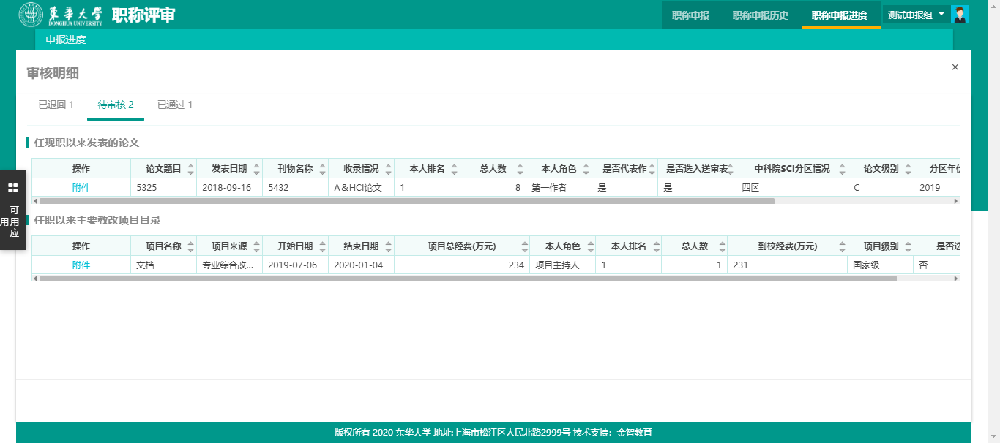 東華大學 DONGHUA UNIVERSITY 职称评审 职称申报 职称申报历史 职称申报进度 测试申报组
申报进度
审核明细 ×
已退回 1 待审核 2 已通过 1
任现职以来发表的论文
操作 论文题目 发表日期 刊物名称 收录情况 本人排名 总人数 本人角色 是否代表作 是否选入送审表 中科院SCI分区情况 论文级别 分区年份
附件 5325 2018-09-16 5432 A＆HCI论文 1 8 第一作者 是 是 四区 C 2019
可用应用
任职以来主要教改项目目录
操作 项目名称 项目来源 开始日期 结束日期 项目总经费(万元) 本人角色 本人排名 总人数 到校经费(万元) 项目级别 是否选
附件 文档 专业综合改... 2019-07-06 2020-01-04 234 项目主持人 1 1 231 国家级 否
版权所有 2020 东华大学 地址:上海市松江区人民北路2999号 技术支持：金智教育